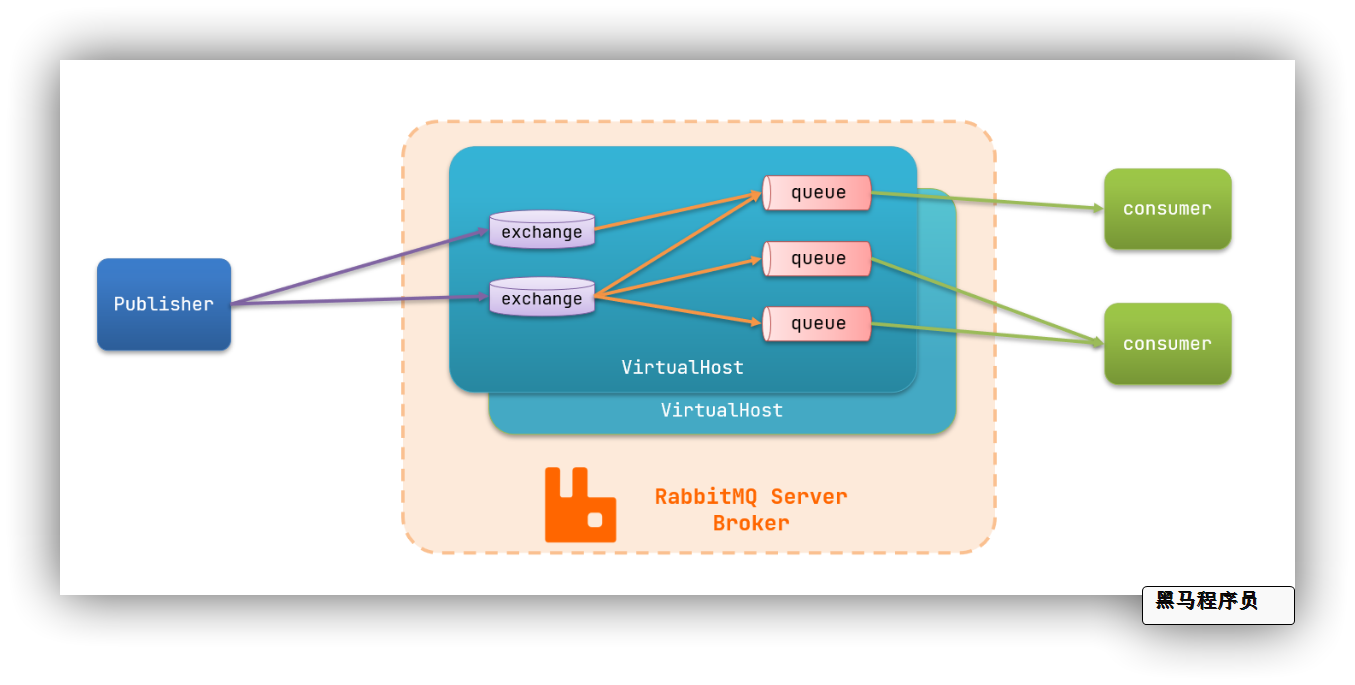 Publisher
exchange
exchange
queue
queue
queue
VirtualHost
VirtualHost
RabbitMQ Server
Broker
consumer
consumer
黑马程序员